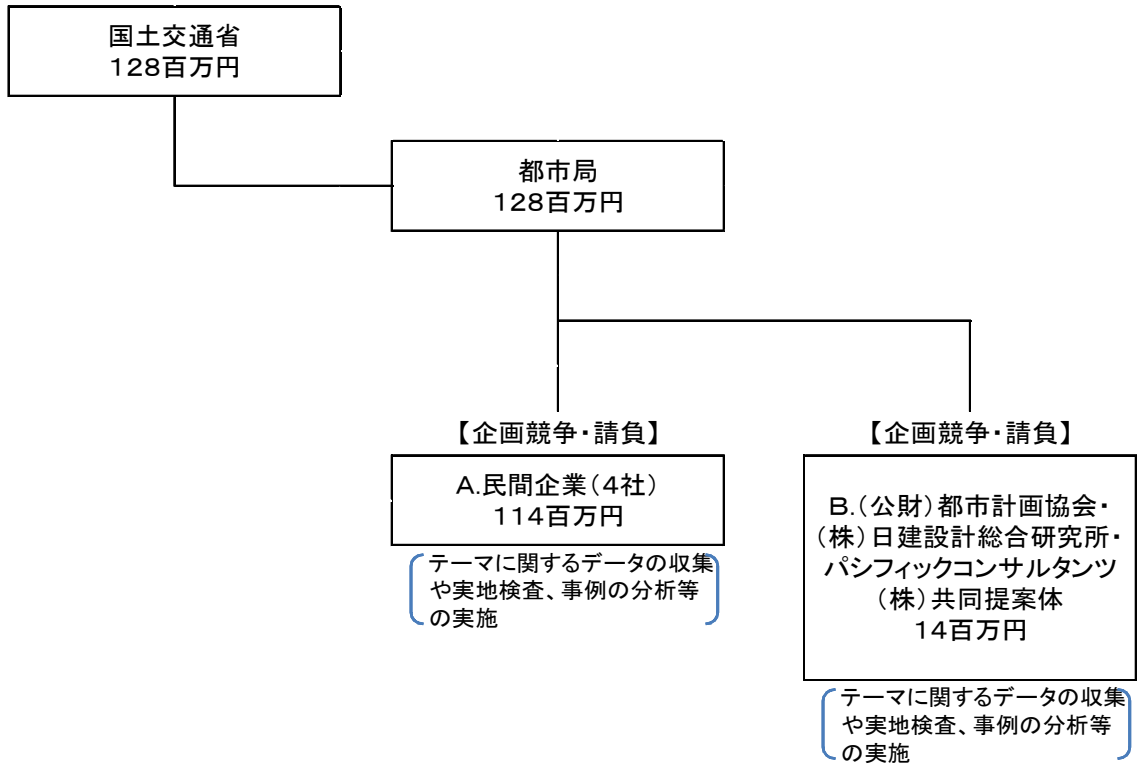 国土交通省
128百万円
都市局
128百万円
【企画競争・請負】
A.民間企業(4社)
114百万円
テーマに関するデータの収集
や実地検査、事例の分析等
の実施
【企画競争・請負】
B.(公財)都市計画協会・
(株)日建設計総合研究所・
パシフィックコンサルタンツ
(株)共同提案体
14百万円
テーマに関するデータの収集
や実地検査、事例の分析等
の実施